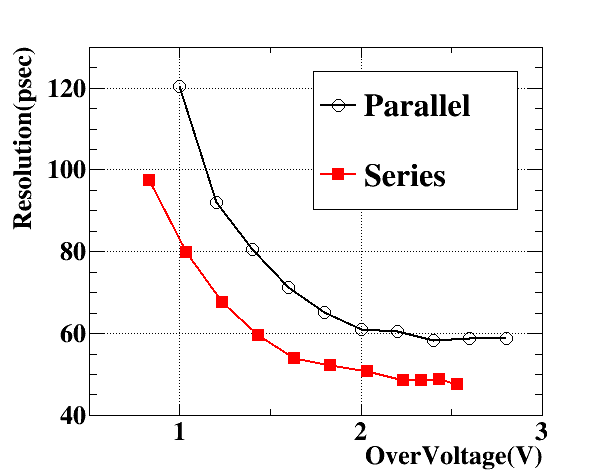 Resolution(psec)
120
100
80
60
40
Parallel
Series
1
2
3
OverVoltage(V)